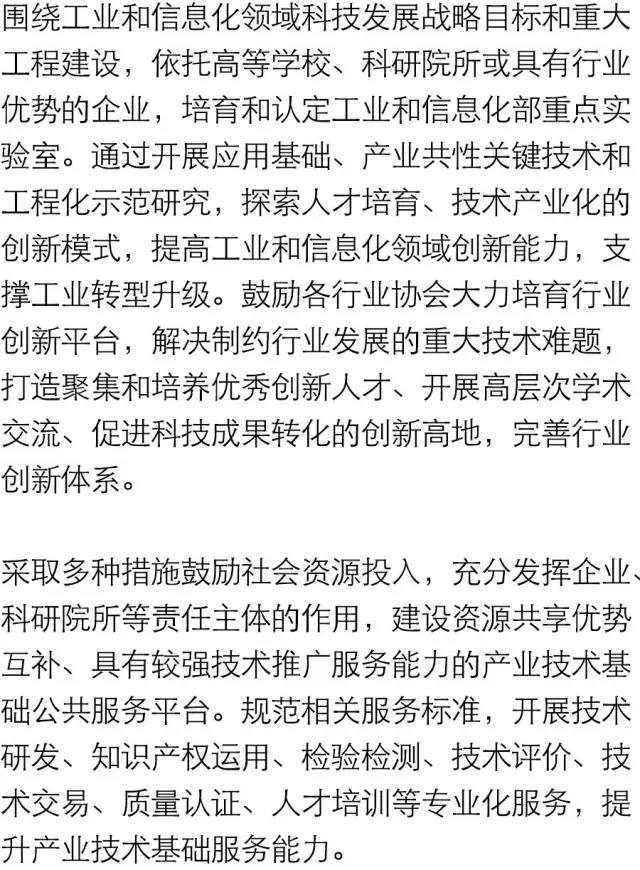 围绕工业和信息化领域科技发展战略目标和重大
工程建设，依托高等学校、科研院所或具有行业
优势的企业，培育和认定工业和信息化部重点实
验室。通过开展应用基础、产业共性关键技术和
工程化示范研究，探索人才培育、技术产业化的
创新模式，提高工业和信息化领域创新能力，支
撑工业转型升级。鼓励各行业协会大力培育行业
创新平台，解决制约行业发展的重大技术难题，
打造聚集和培养优秀创新人才、开展高层次学术
交流、促进科技成果转化的创新高地，完善行业
创新体系。
采取多种措施鼓励社会资源投入，充分发挥企业、
科研院所等责任主体的作用，建设资源共享优势
互补、具有较强技术推广服务能力的产业技术基
础公共服务平台。规范相关服务标准，开展技术
研发、知识产权运用、检验检测、技术评价、技
术交易、质量认证、人才培训等专业化服务，提
升产业技术基础服务能力。